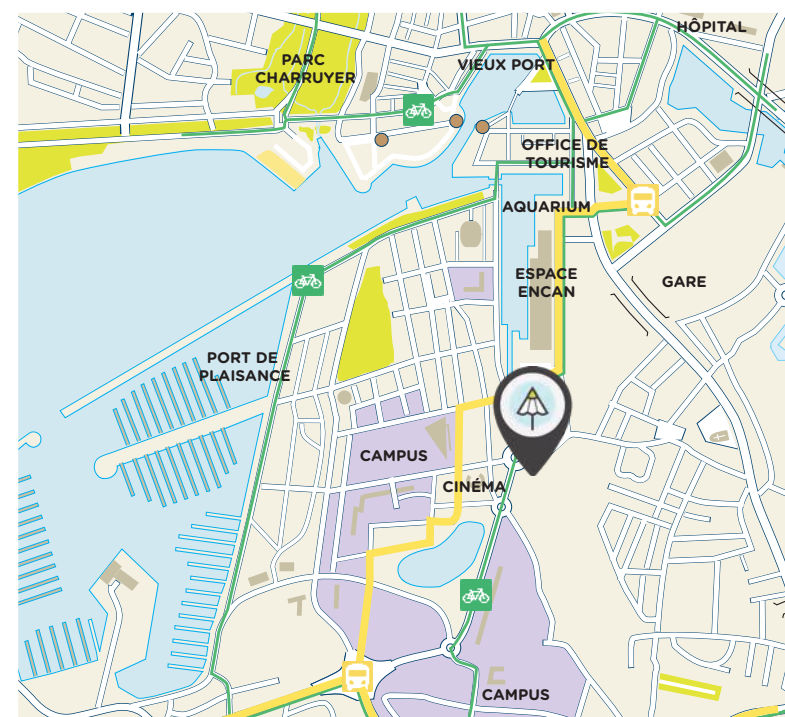 HÔPITAL
PARC
CHARRUYER
VIEUX PORT
OFFICE DE
TOURISME
AQUARIUM
ESPACE
ENCAN
GARE
PORT DE
PLAISANCE
CAMPUS
CINÉMA
CAMPUS